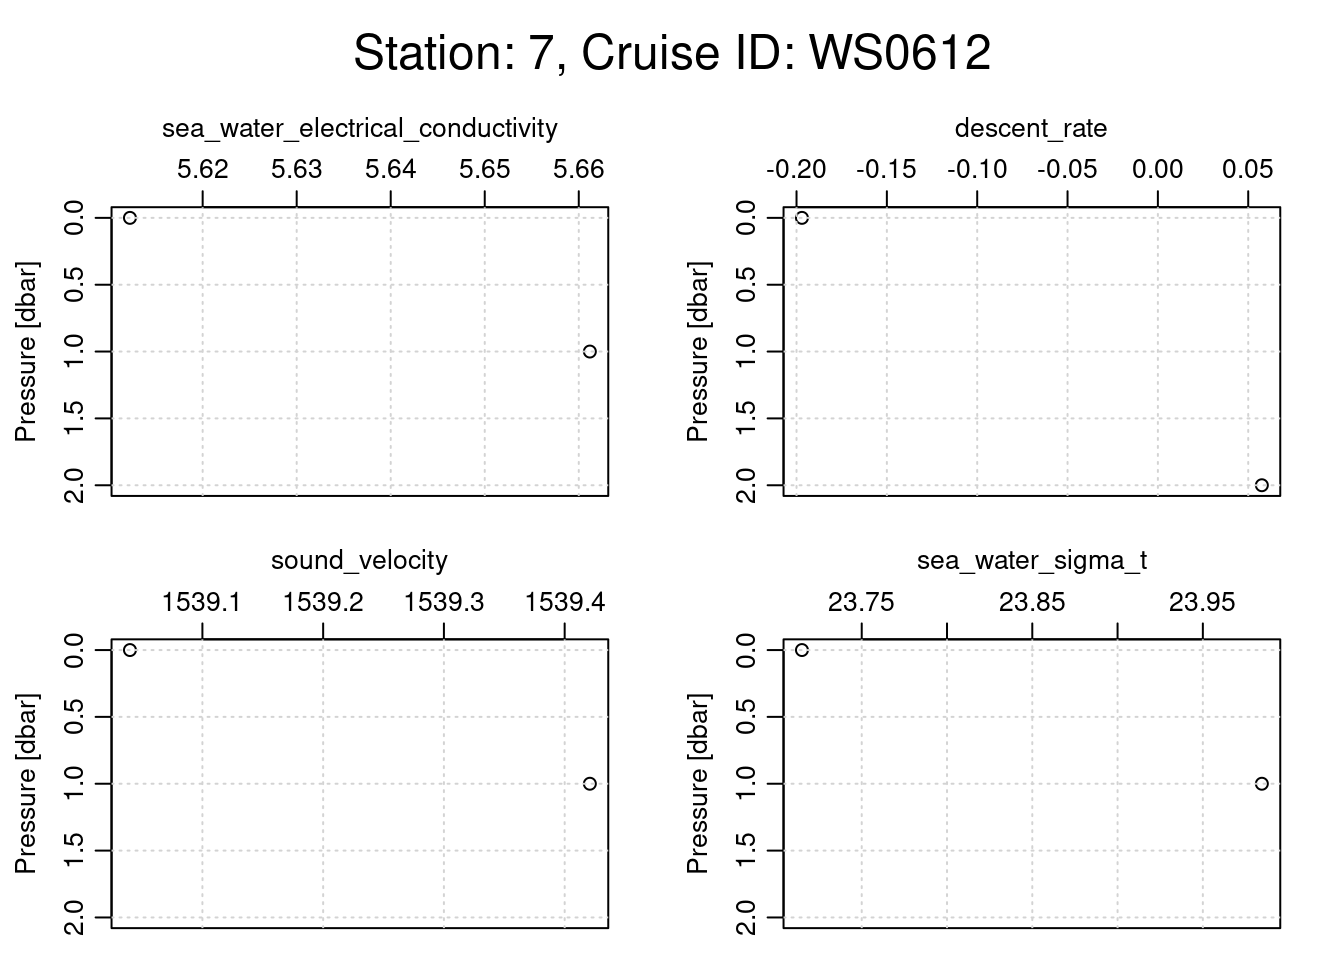 Station: 7, Cruise ID: WS0612
sea_water_electrical_conductivity
5.62 5.63 5.64 5.65 5.66
Pressure [dbar]
0.0 0.5 1.0 1.5 2.0
descent_rate
-0.20 -0.15 -0.10 -0.05 0.00 0.05
Pressure [dbar]
0.0 0.5 1.0 1.5 2.0
sound_velocity
1539.1 1539.2 1539.3 1539.4
Pressure [dbar]
0.0 0.5 1.0 1.5 2.0
sea_water_sigma_t
23.75 23.85 23.95
Pressure [dbar]
0.0 0.5 1.0 1.5 2.0